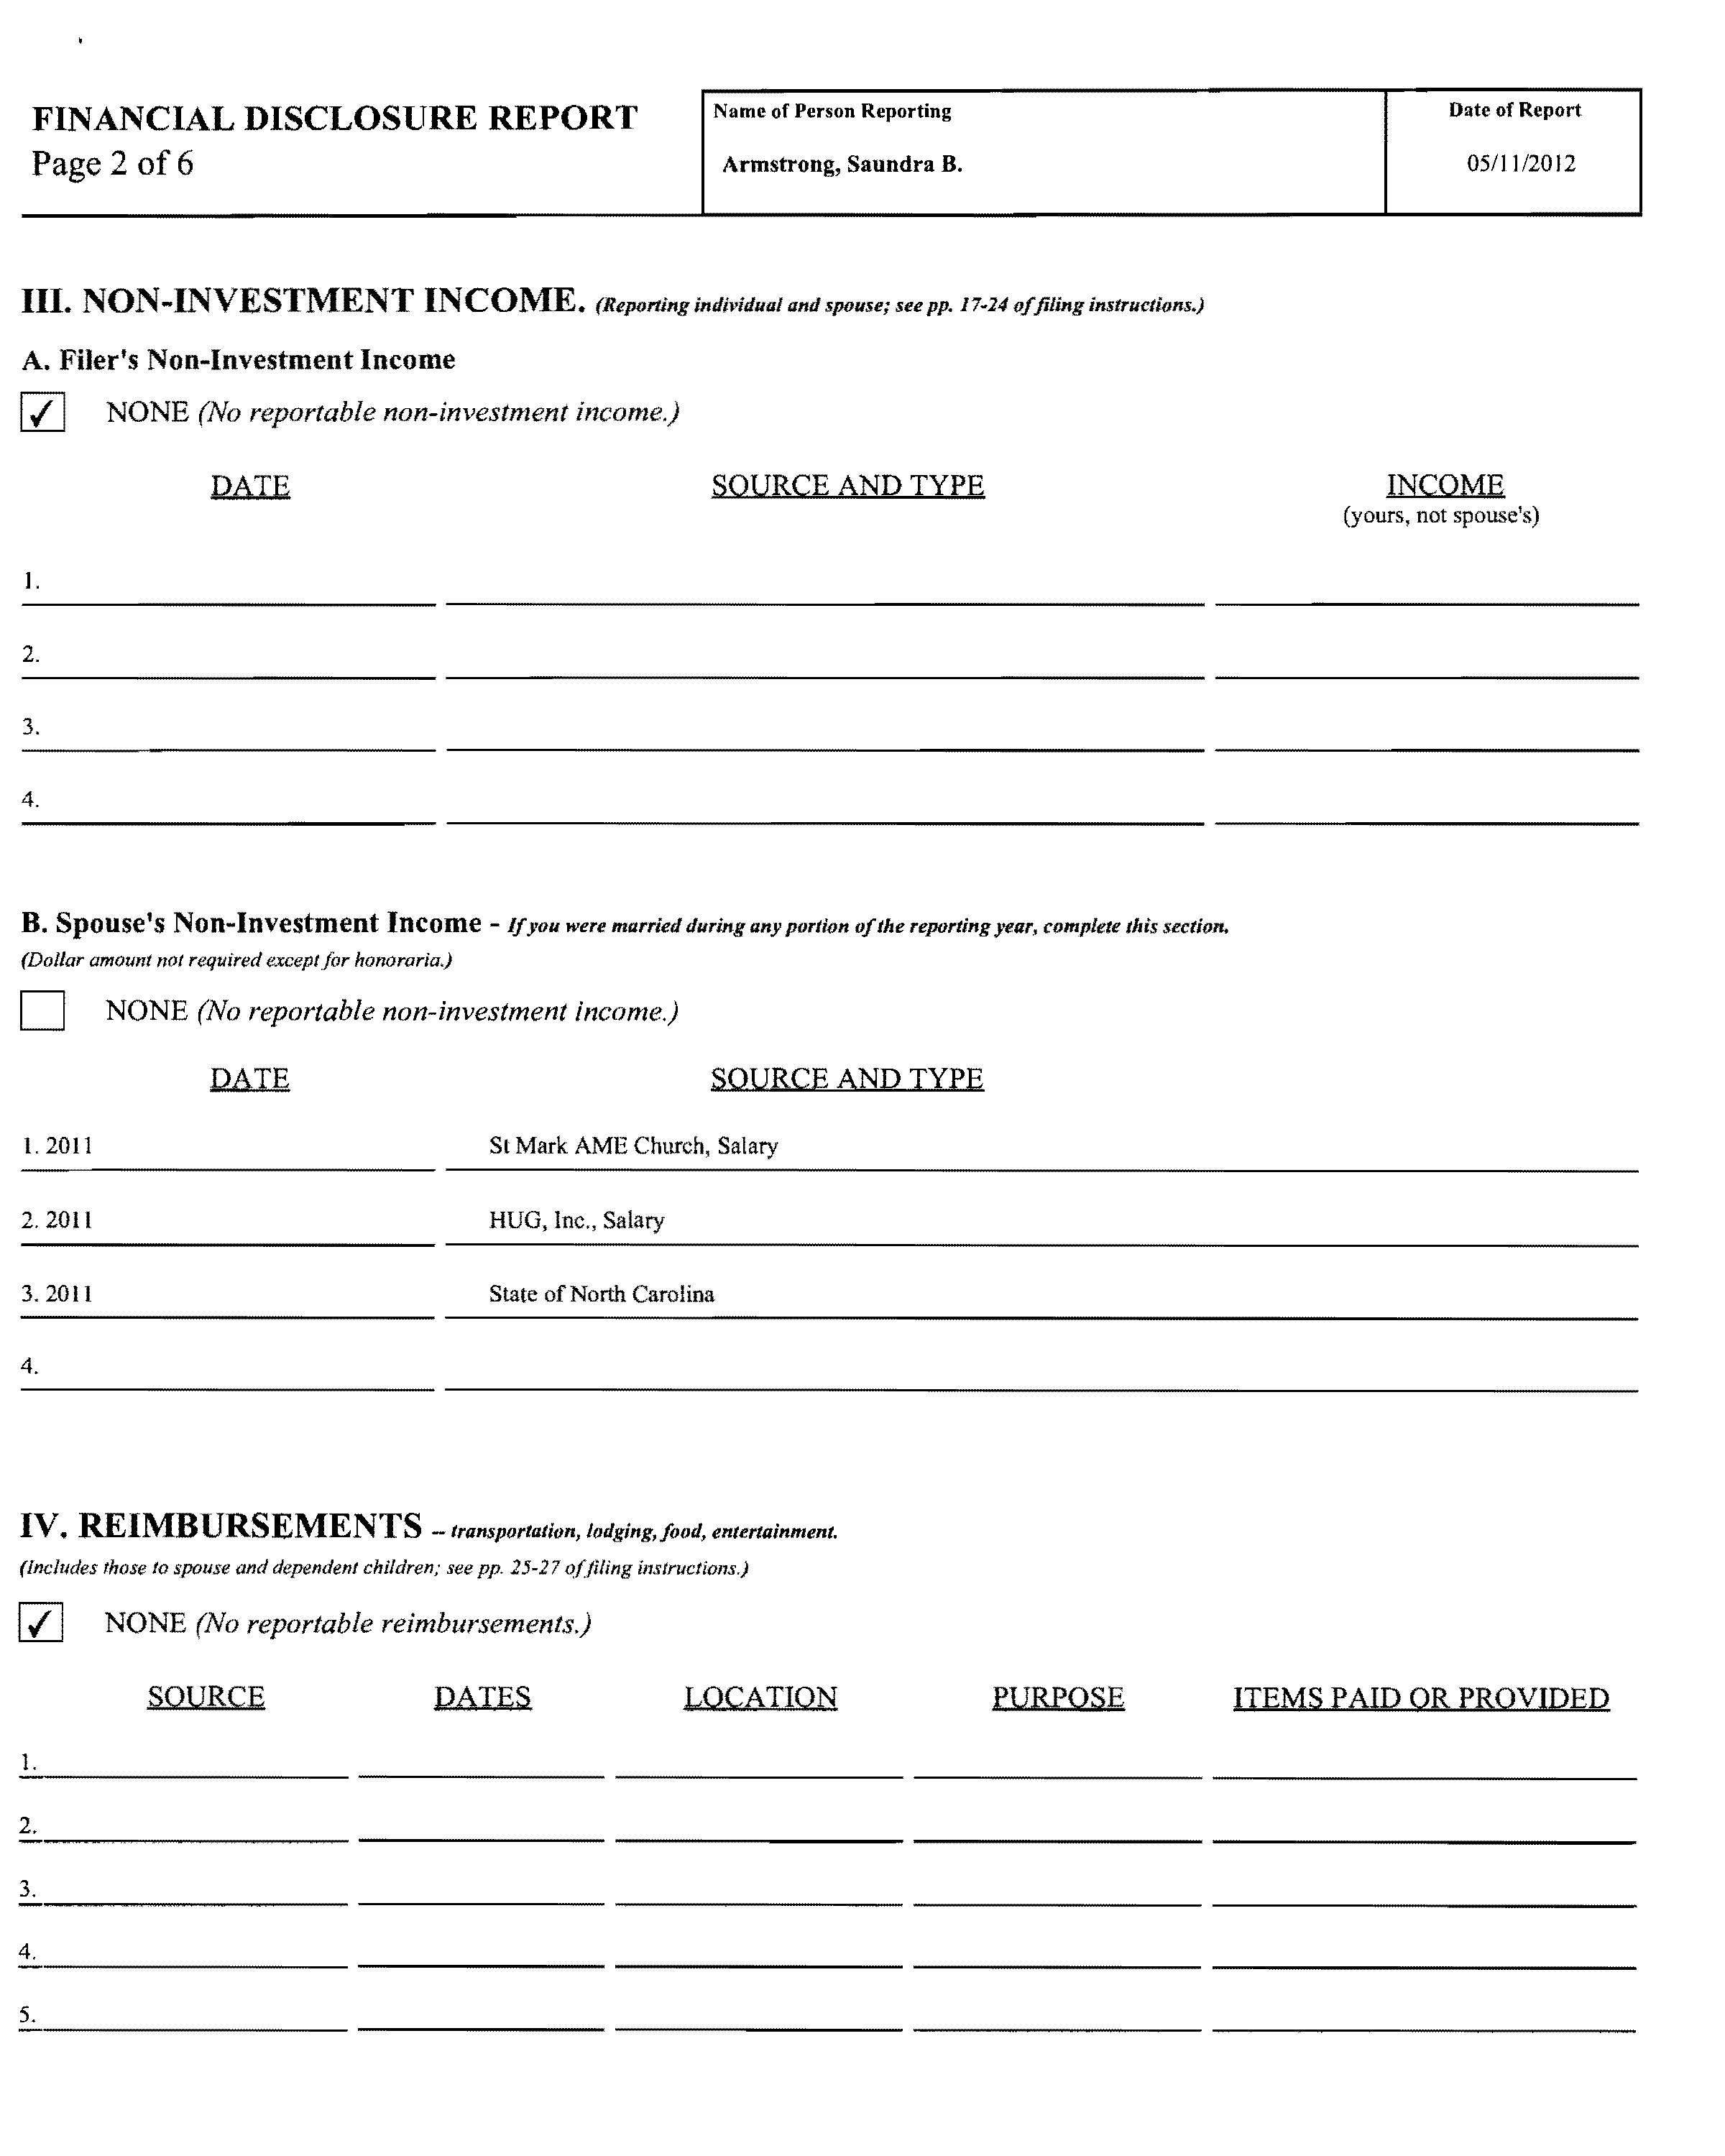 FINANCIAL DISCLOSURE REPORT
Page 2 of 6
Name of Person Reporting
Armstrong, Saundra B.
Date of Report
05/11/2012
III. NON-INVESTMENT INCOME. (Reporting individual and spouse; see pp. 17-24 of filing instructions.)
A. Filer's Non-Investment Income
✓ NONE (No reportable non-investment income.)
DATE SOURCE AND TYPE INCOME
(yours, not spouse's)
1.
2.
3.
4.
B. Spouse's Non-Investment Income - If you were married during any portion of the reporting year, complete this section.
(Dollar amount not required except for honoraria.)
NONE (No reportable non-investment income.)
DATE SOURCE AND TYPE
1. 2011 St Mark AME Church, Salary
2. 2011 HUG, Inc., Salary
3. 2011 State of North Carolina
4.
IV. REIMBURSEMENTS -- transportation, lodging, food, entertainment.
(Includes those to spouse and dependent children; see pp. 25-27 of filing instructions.)
✓ NONE (No reportable reimbursements.)
SOURCE DATES LOCATION PURPOSE ITEMS PAID OR PROVIDED
1.
2.
3.
4.
5.